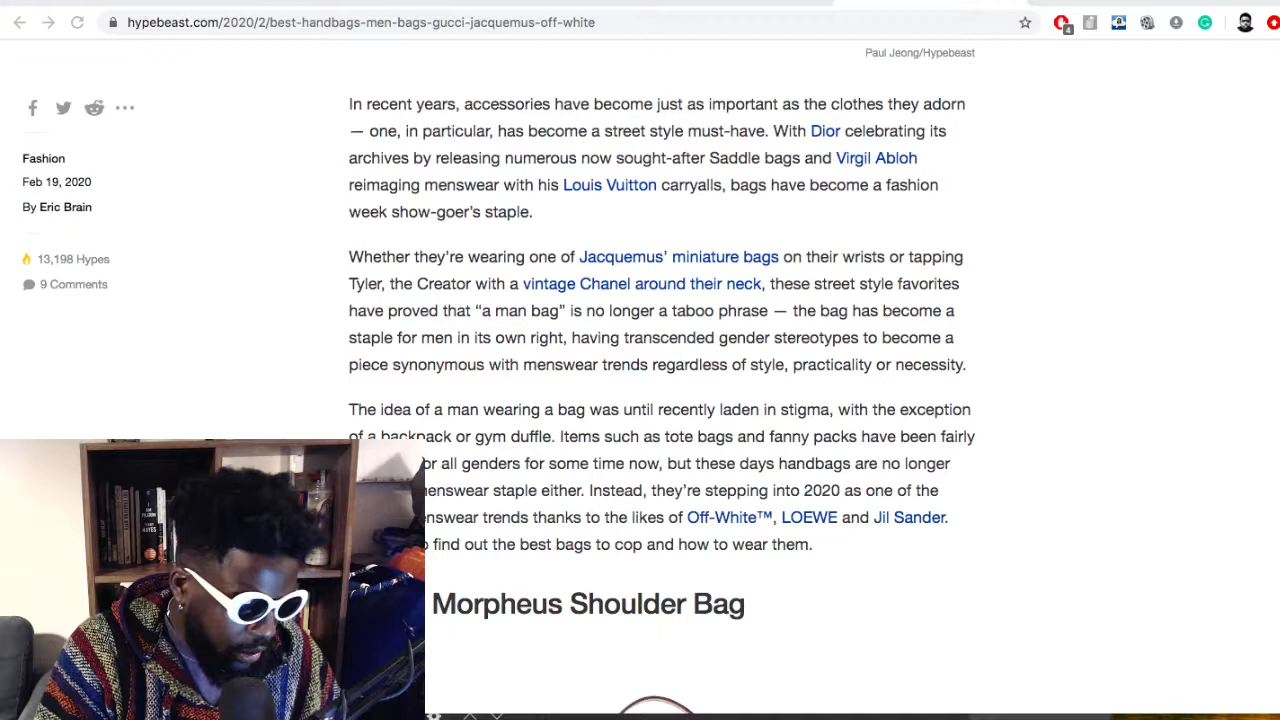 hypebeast.com/2020/2/best-handbags-men-bags-gucci-jacquemus-off-white
4
Paul Jeong/Hypebeast
Fashion
Feb 19, 2020
By Eric Brain
13,198 Hypes
9 Comments
In recent years, accessories have become just as important as the clothes they adorn
— one, in particular, has become a street style must-have. With Dior celebrating its
archives by releasing numerous now sought-after Saddle bags and Virgil Abloh
reimaging menswear with his Louis Vuitton carryalls, bags have become a fashion
week show-goer’s staple.
Whether they’re wearing one of Jacquemus’ miniature bags on their wrists or tapping
Tyler, the Creator with a vintage Chanel around their neck, these street style favorites
have proved that “a man bag” is no longer a taboo phrase — the bag has become a
staple for men in its own right, having transcended gender stereotypes to become a
piece synonymous with menswear trends regardless of style, practicality or necessity.
The idea of a man wearing a bag was until recently laden in stigma, with the exception
of a backpack or gym duffle. Items such as tote bags and fanny packs have been fairly
or all genders for some time now, but these days handbags are no longer
enswear staple either. Instead, they’re stepping into 2020 as one of the
enswear trends thanks to the likes of Off-White™, LOEWE and Jil Sander.
find out the best bags to cop and how to wear them.
Morpheus Shoulder Bag